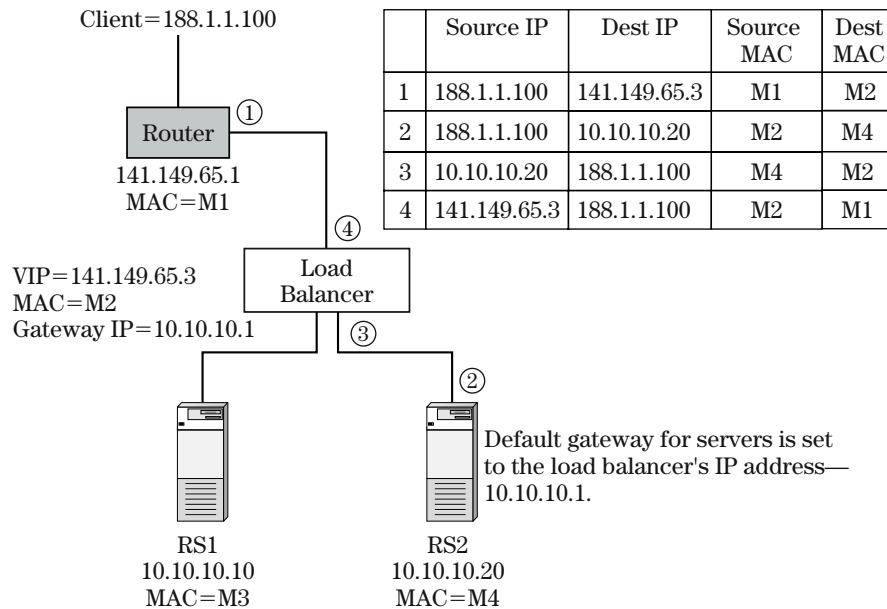 Client=188.1.1.100
Source IP Dest IP Source MAC Dest MAC
1 188.1.1.100 141.149.65.3 M1 M2
2 188.1.1.100 10.10.10.20 M2 M4
3 10.10.10.20 188.1.1.100 M4 M2
4 141.149.65.3 188.1.1.100 M2 M1
①
Router
141.149.65.1
MAC=M1
④
Load
Balancer
VIP=141.149.65.3
MAC=M2
Gateway IP=10.10.10.1
③
②
Default gateway for servers is set
to the load balancer's IP address—
10.10.10.1.
RS1
10.10.10.10
MAC=M3
RS2
10.10.10.20
MAC=M4